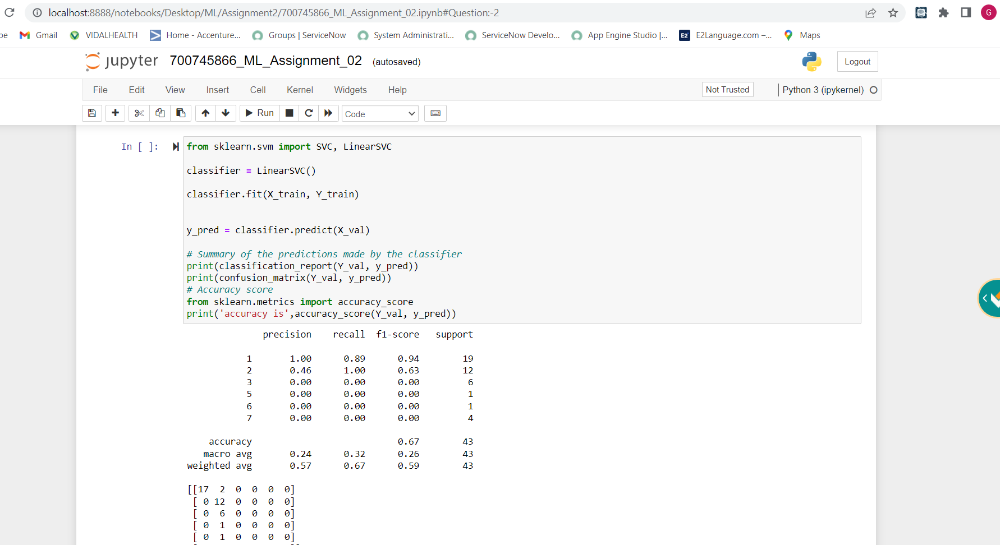 localhost:8888/notebooks/Desktop/ML/Assignment2/700745866_ML_Assignment_02.ipynb#Question:-2
G
be Gmail VIDALHEALTH Home - Accenture... Groups | ServiceNow System Administrati... ServiceNow Develo... App Engine Studio |... E2 E2Language.com –... Maps
jupyter 700745866_ML_Assignment_02 (autosaved) Logout
File Edit View Insert Cell Kernel Widgets Help Not Trusted Python 3 (ipykernel)
Run Code
In [ ]: from sklearn.svm import SVC, LinearSVC
classifier = LinearSVC()
classifier.fit(X_train, Y_train)
y_pred = classifier.predict(X_val)
# Summary of the predictions made by the classifier
print(classification_report(Y_val, y_pred))
print(confusion_matrix(Y_val, y_pred))
# Accuracy score
from sklearn.metrics import accuracy_score
print('accuracy is',accuracy_score(Y_val, y_pred))
precision recall f1-score support
1 1.00 0.89 0.94 19
2 0.46 1.00 0.63 12
3 0.00 0.00 0.00 6
5 0.00 0.00 0.00 1
6 0.00 0.00 0.00 1
7 0.00 0.00 0.00 4
accuracy 0.67 43
macro avg 0.24 0.32 0.26 43
weighted avg 0.57 0.67 0.59 43
[[17 2 0 0 0 0]
[ 0 12 0 0 0 0]
[ 0 6 0 0 0 0]
[ 0 1 0 0 0 0]
[ 0 1 0 0 0 0]